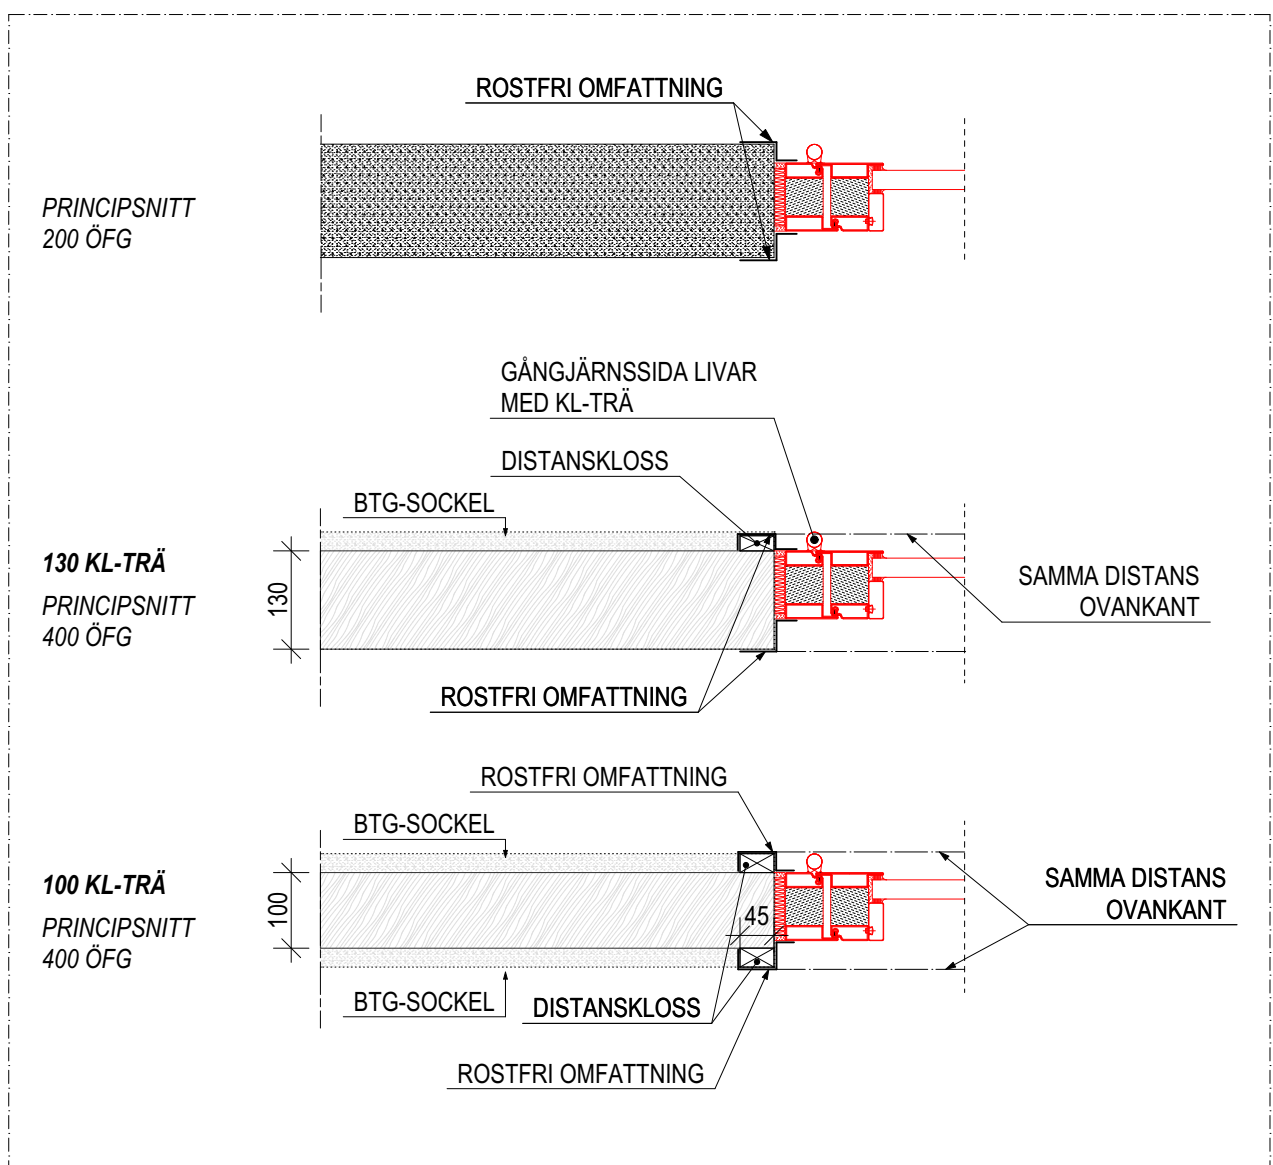 ROSTFRI OMFATTNING
PRINCIPSNITT
200 ÖFG
GÅNGJÄRNSSIDA LIVAR
MED KL-TRÄ
DISTANSKLOSS
BTG-SOCKEL
130 KL-TRÄ
PRINCIPSNITT
400 ÖFG
130
SAMMA DISTANS
OVANKANT
ROSTFRI OMFATTNING
ROSTFRI OMFATTNING
BTG-SOCKEL
100 KL-TRÄ
PRINCIPSNITT
400 ÖFG
100
45
SAMMA DISTANS
OVANKANT
BTG-SOCKEL
DISTANSKLOSS
ROSTFRI OMFATTNING